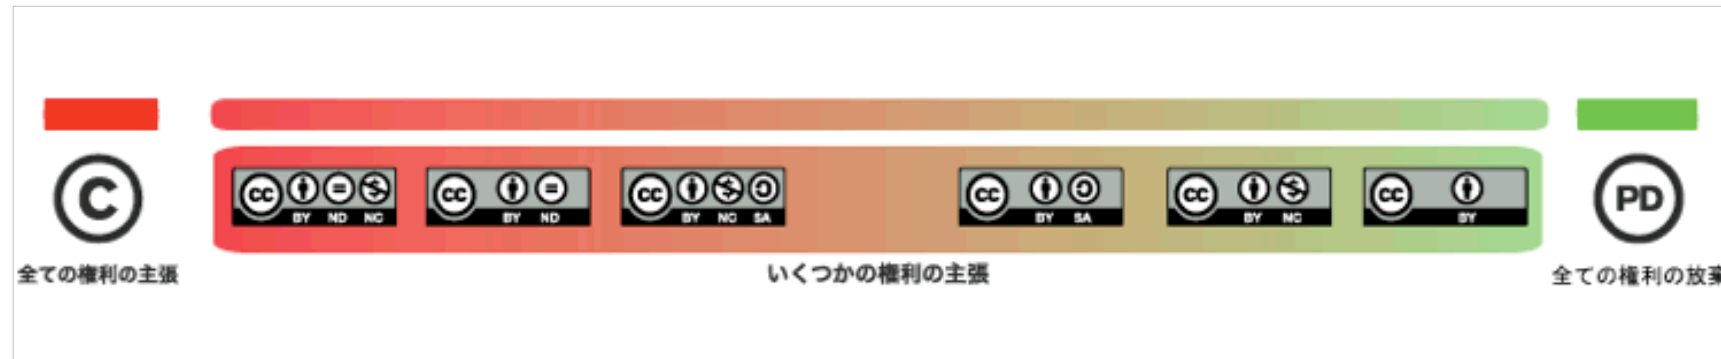 C
cc BY ND NC
cc BY ND
cc BY NC SA
cc BY SA
cc BY NC
cc BY
PD
全ての権利の主張
いくつかの権利の主張
全ての権利の放棄